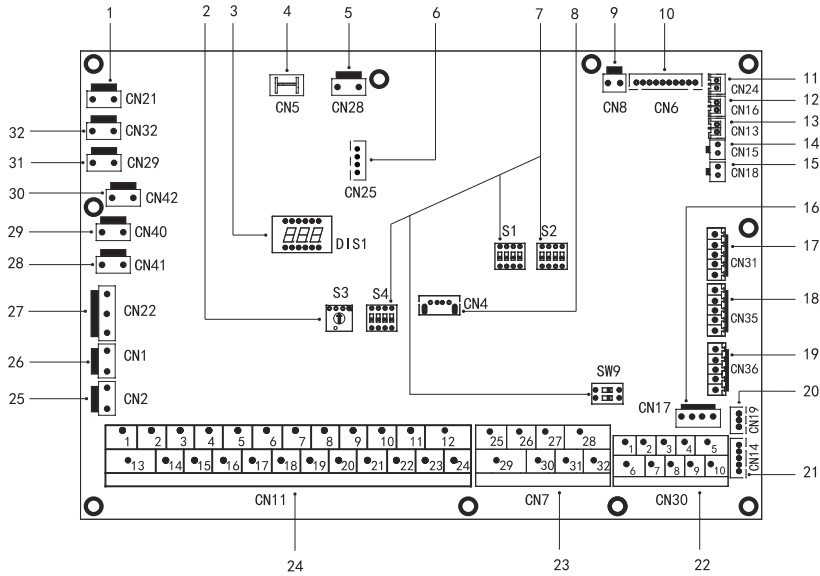 1 2 3 4 5 6 7 8 9 10
CN21 CN5 CN28 CN8 CN6 CN24 11
CN16 12
32 CN32 CN13 13
CN15 14
31 CN29 CN25 CN18 15
30 CN42
16
29 CN40 888 DIS1 S1 S2
CN31 17
28 CN41
27 CN22 S3 S4 CN4 CN35 18
26 CN1 CN36 19
SW9
25 CN2 CN17 CN19 20
1 2 3 4 5 6 7 8 9 10 11 12 25 26 27 28 1 2 3 4 5
13 14 15 16 17 18 19 20 21 22 23 24 29 30 31 32 6 7 8 9 10 CN14
21
CN11 CN7 CN30
24 23 22